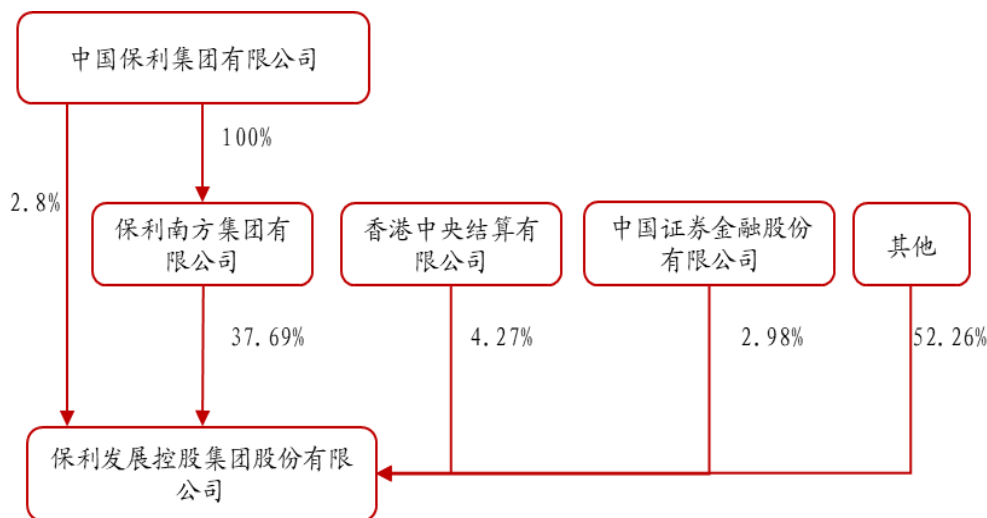 中国保利集团有限公司
100%
2.8%
保利南方集团有
限公司
香港中央结算有
限公司
中国证券金融股份
有限公司
其他
37.69%
4.27%
2.98%
52.26%
保利发展控股集团股份有限
公司